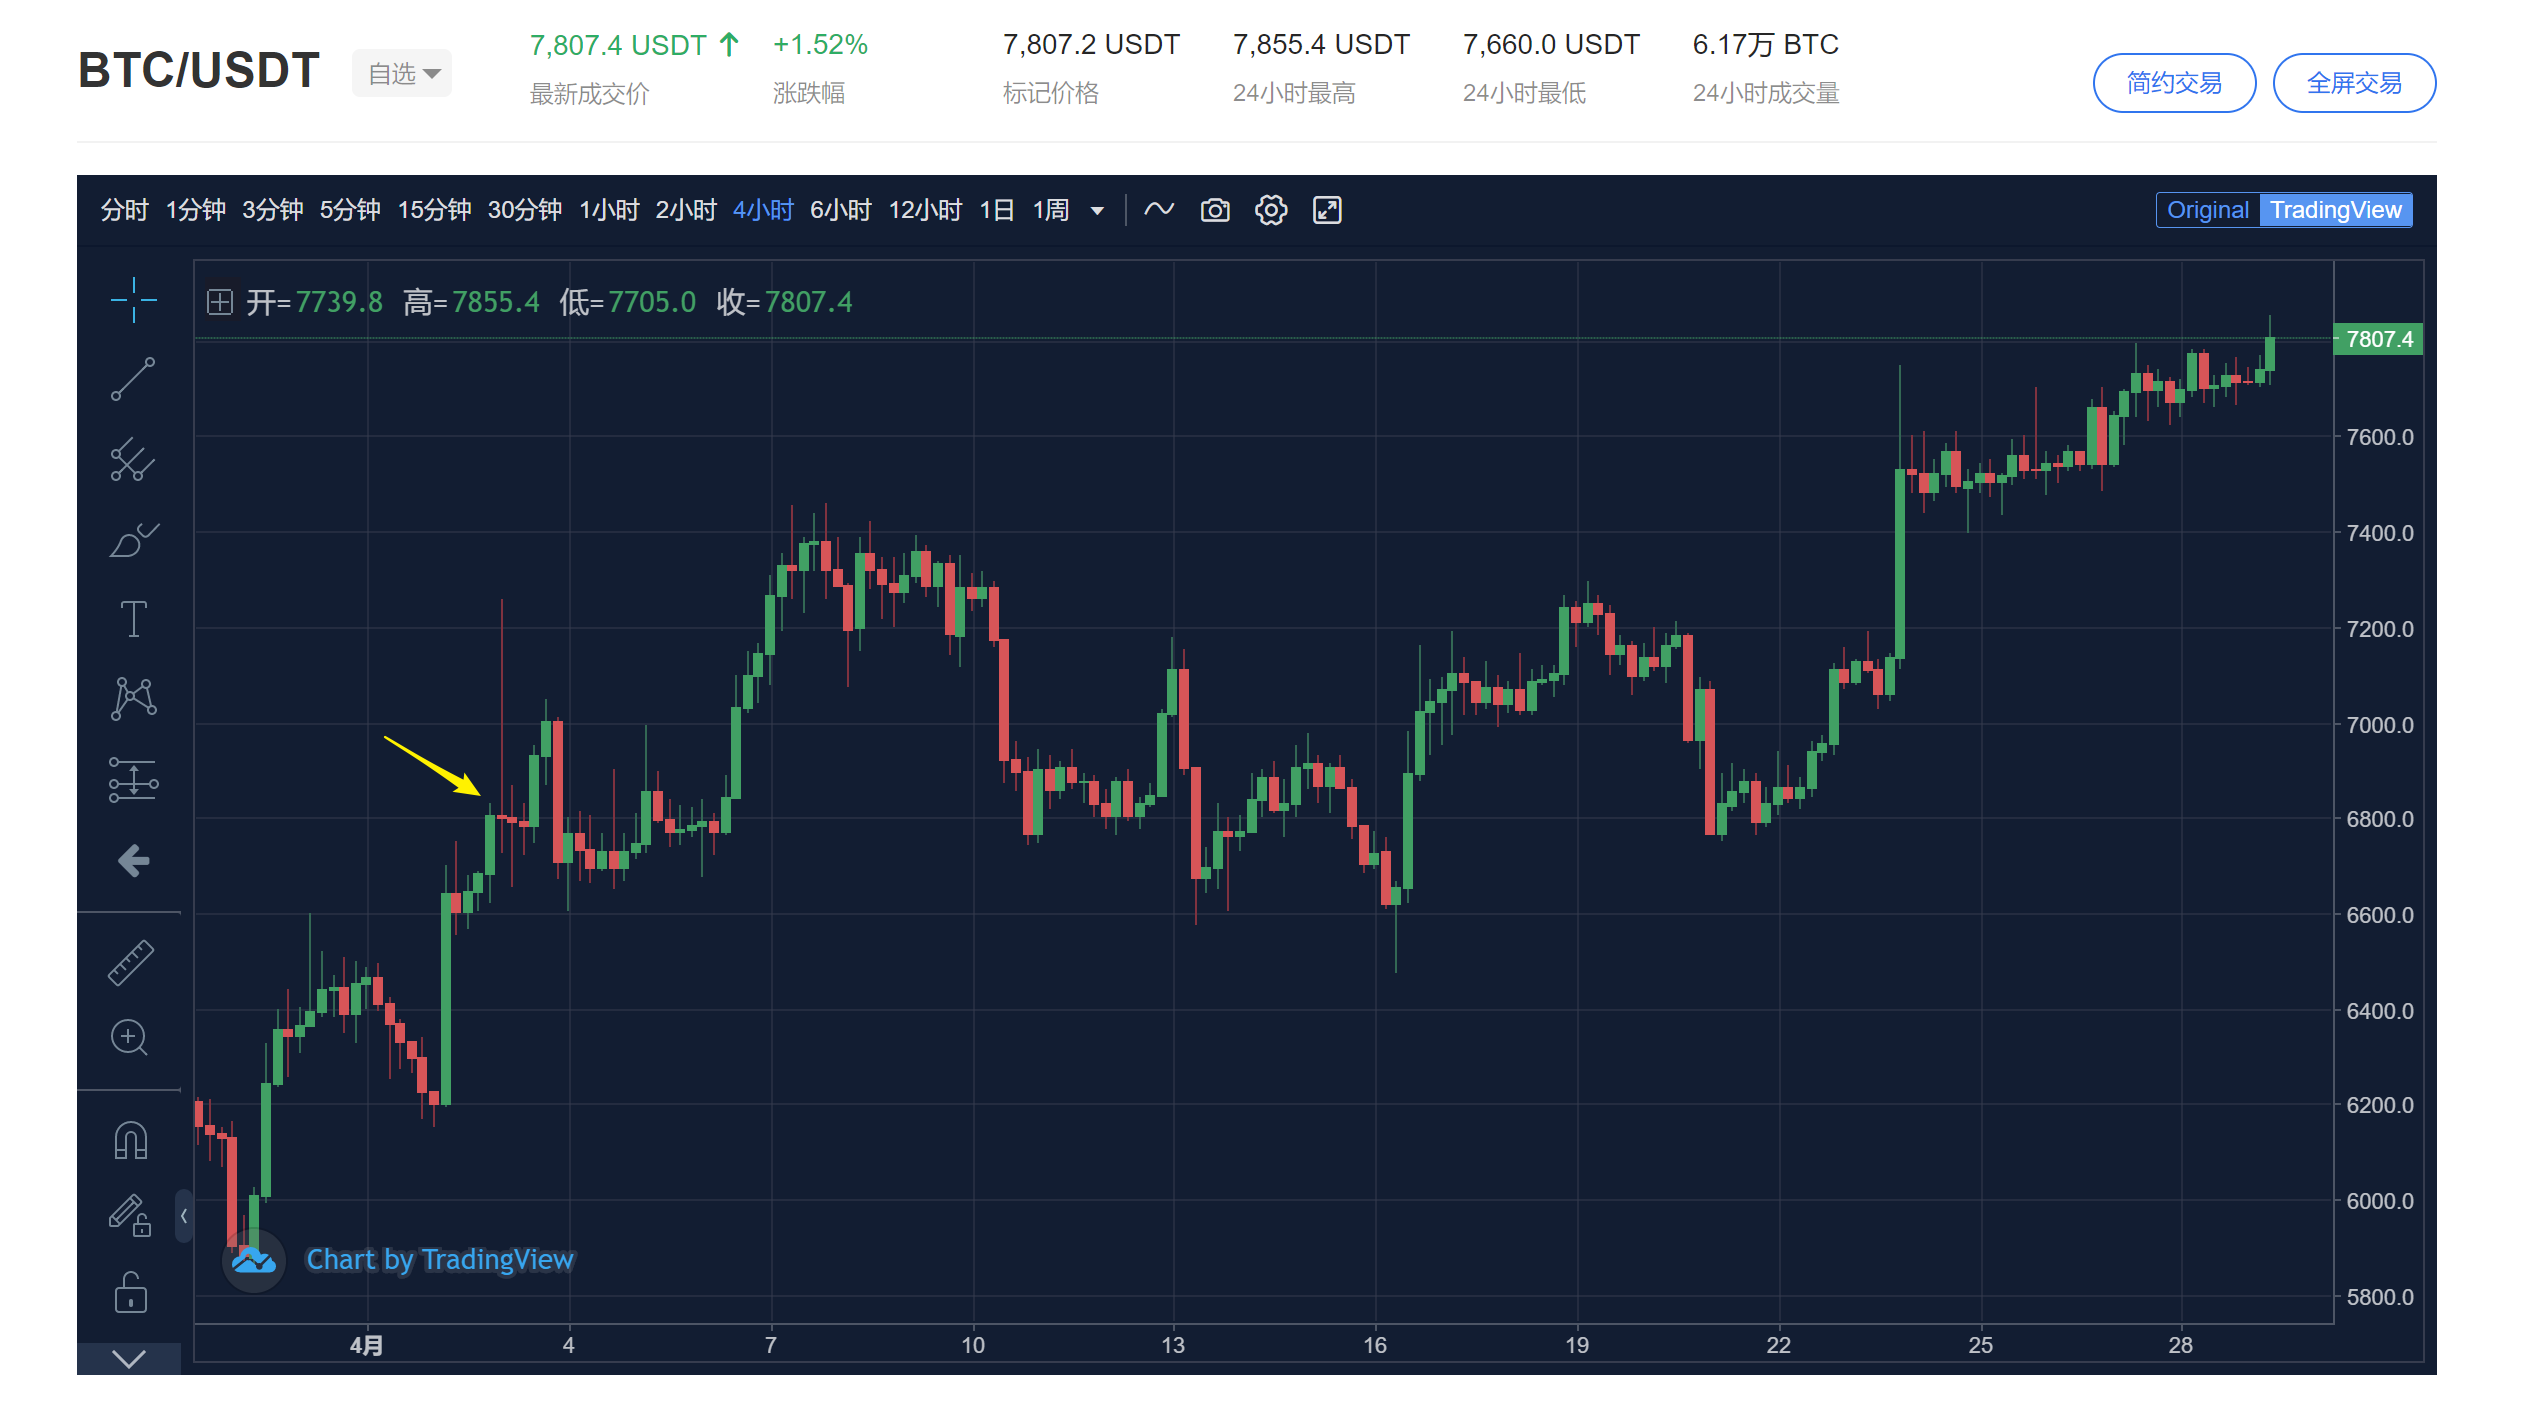 BTC/USDT 自选 7,807.4 USDT +1.52% 7,807.2 USDT 7,855.4 USDT 7,660.0 USDT 6.17万 BTC
最新成交价 涨跌幅 标记价格 24小时最高 24小时最低 24小时成交量
简约交易 全屏交易
分时 1分钟 3分钟 5分钟 15分钟 30分钟 1小时 2小时 4小时 6小时 12小时 1日 1周 Original TradingView
开=7739.8 高=7855.4 低=7705.0 收=7807.4
7807.4
7600.0
7400.0
7200.0
7000.0
6800.0
6600.0
6400.0
6200.0
6000.0
5800.0
Chart by TradingView
4月 4 7 10 13 16 19 22 25 28